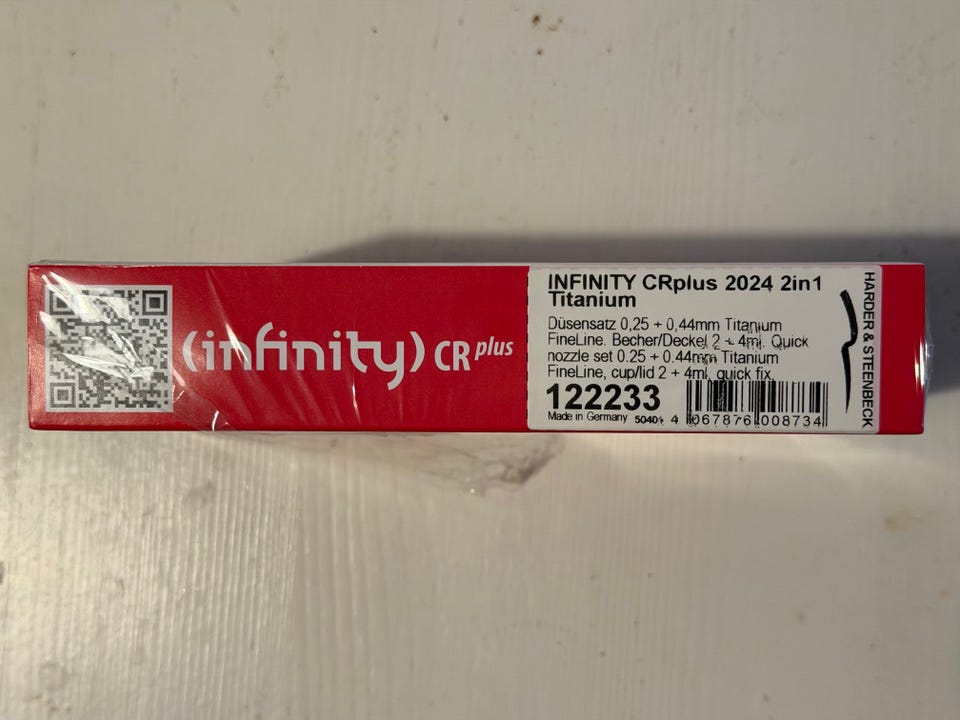 (infinity) CR plus
INFINITY CRplus 2024 2in1
Titanium
Düsensatz 0,25 + 0,44mm Titanium
FineLine. Becher/Deckel 2 + 4ml. Quick
nozzle set 0.25 + 0.44mm Titanium
FineLine, cup/lid 2 + 4ml, quick fix
122233
Made in Germany 50401 4 067876 008734
HARDER & STEENBECK